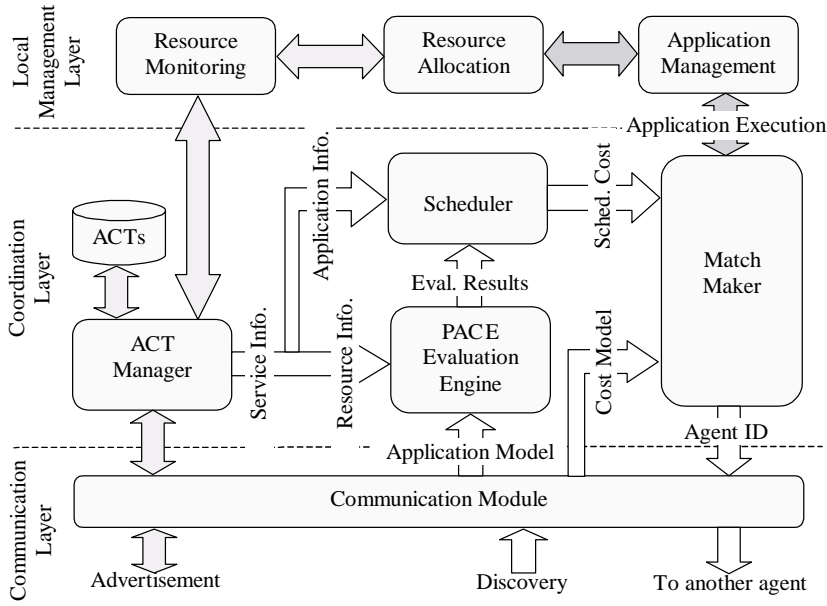 Local
Management
Layer
Resource
Monitoring
Resource
Allocation
Application
Management
Application Execution
Coordination
Layer
ACTs
Application Info.
Scheduler
Sched. Cost
Match
Maker
Eval. Results
ACT
Manager
Service Info.
Resource Info.
PACE
Evaluation
Engine
Cost Model
Application Model
Agent ID
Communication
Layer
Communication Module
Advertisement
Discovery
To another agent